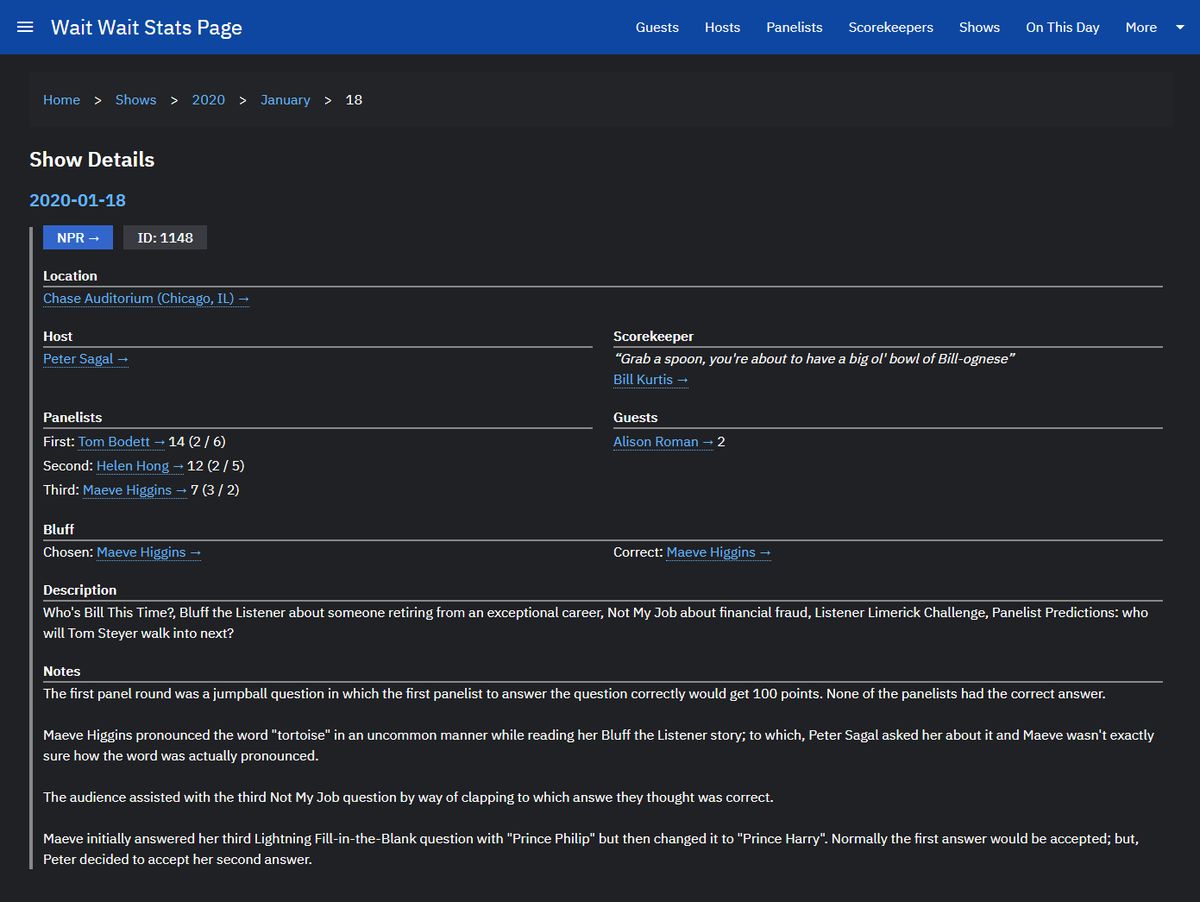 Wait Wait Stats Page
Guests Hosts Panelists Scorekeepers Shows On This Day More
Home > Shows > 2020 > January > 18
Show Details
2020-01-18
NPR → ID: 1148
Location
Chase Auditorium (Chicago, IL) →
Host
Peter Sagal →
Scorekeeper
“Grab a spoon, you're about to have a big ol' bowl of Bill-ognese”
Bill Kurtis →
Panelists
First: Tom Bodett → 14 (2 / 6)
Second: Helen Hong → 12 (2 / 5)
Third: Maeve Higgins → 7 (3 / 2)
Guests
Alison Roman → 2
Bluff
Chosen: Maeve Higgins →
Correct: Maeve Higgins →
Description
Who's Bill This Time?, Bluff the Listener about someone retiring from an exceptional career, Not My Job about financial fraud, Listener Limerick Challenge, Panelist Predictions: who
will Tom Steyer walk into next?
Notes
The first panel round was a jumpball question in which the first panelist to answer the question correctly would get 100 points. None of the panelists had the correct answer.
Maeve Higgins pronounced the word "tortoise" in an uncommon manner while reading her Bluff the Listener story; to which, Peter Sagal asked her about it and Maeve wasn't exactly
sure how the word was actually pronounced.
The audience assisted with the third Not My Job question by way of clapping to which answe they thought was correct.
Maeve initially answered her third Lightning Fill-in-the-Blank question with "Prince Philip" but then changed it to "Prince Harry". Normally the first answer would be accepted; but,
Peter decided to accept her second answer.